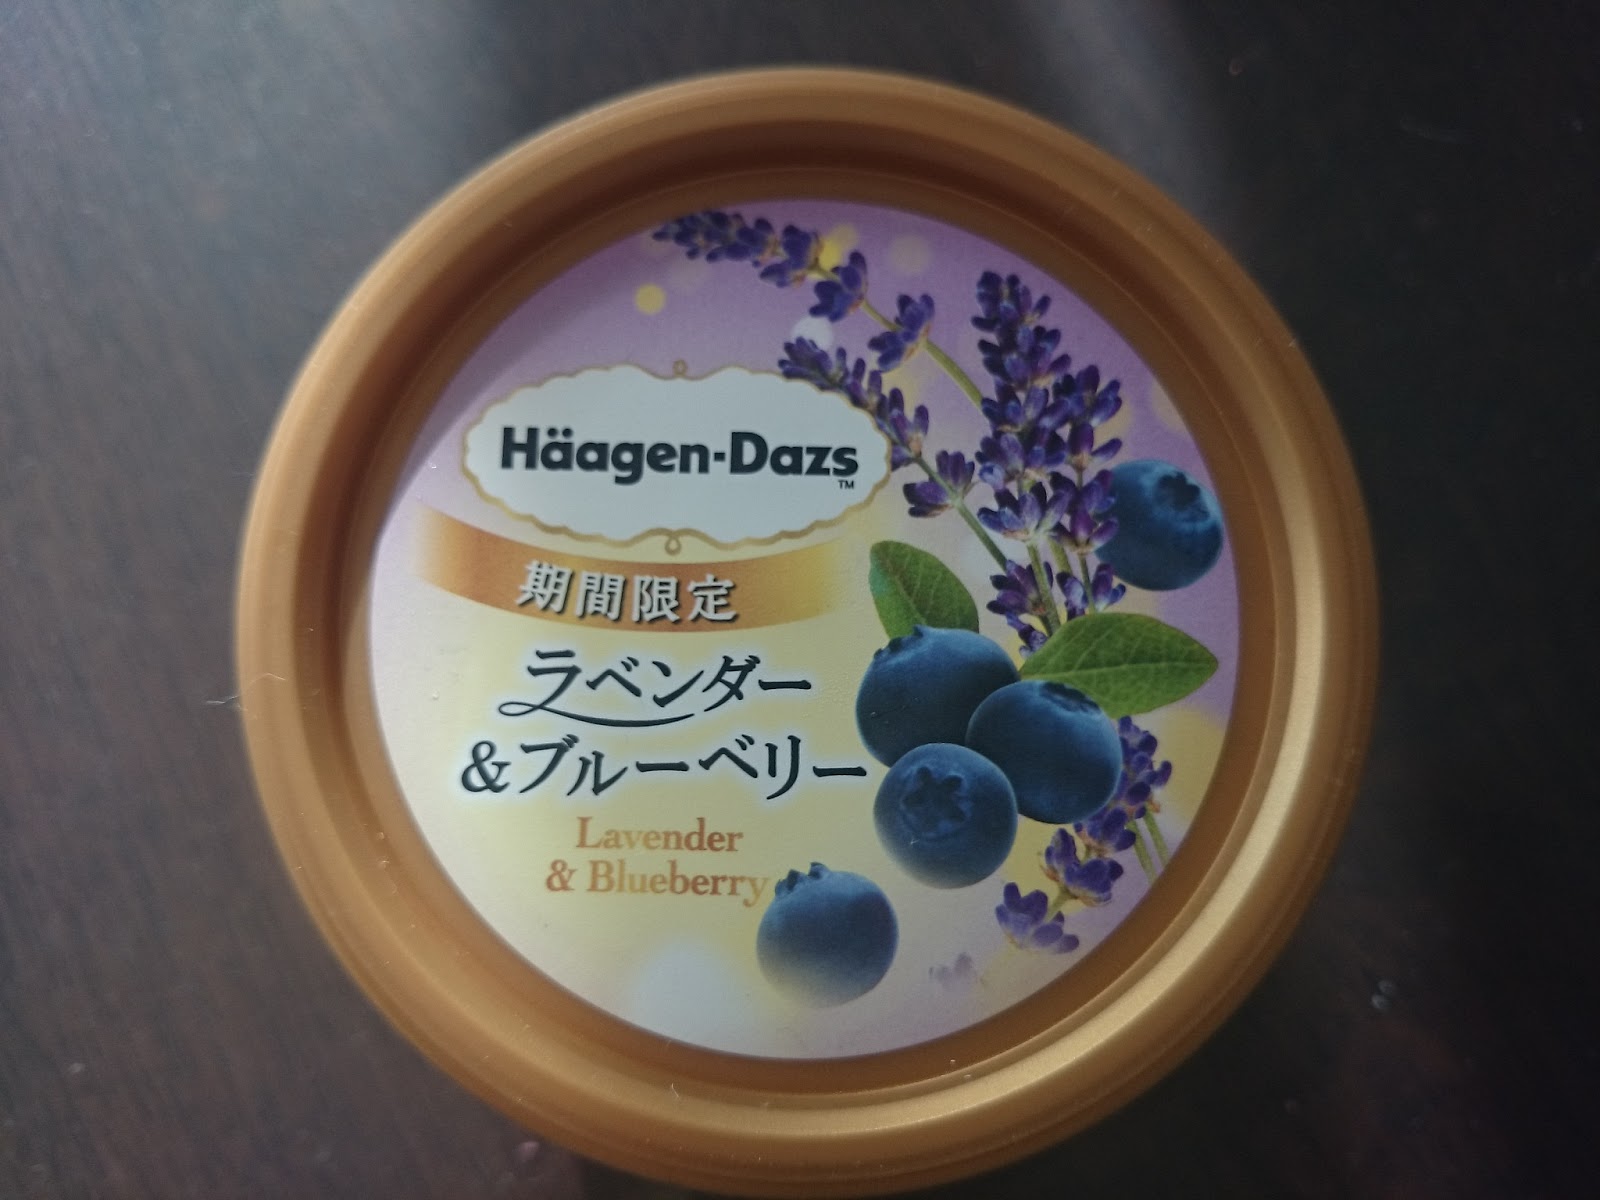 Häagen-Dazs
TM
期間限定
ラベンダー
&ブルーベリー
Lavender
& Blueberry